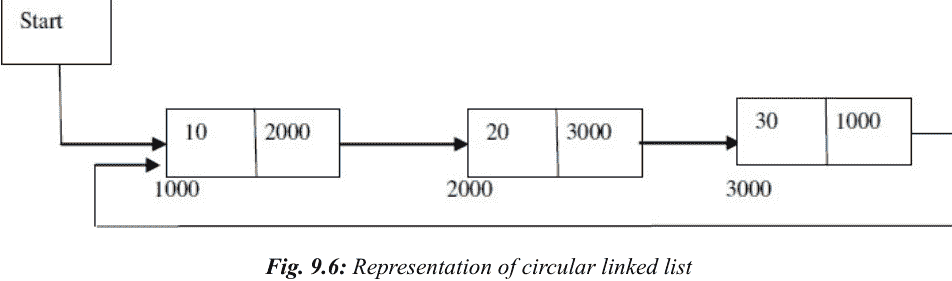 Start
10 2000 20 3000 30 1000
1000 2000 3000
Fig. 9.6: Representation of circular linked list